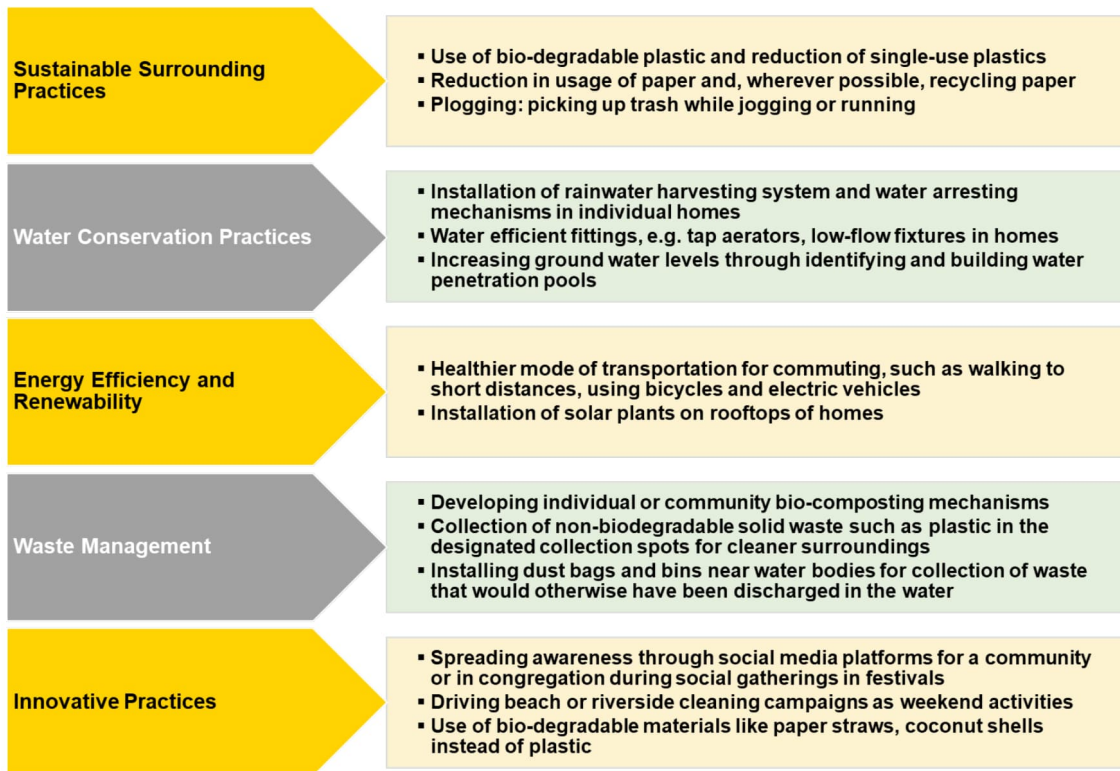 Sustainable Surrounding
Practices
▪ Use of bio-degradable plastic and reduction of single-use plastics
▪ Reduction in usage of paper and, wherever possible, recycling paper
▪ Plogging: picking up trash while jogging or running
Water Conservation Practices
▪ Installation of rainwater harvesting system and water arresting
mechanisms in individual homes
▪ Water efficient fittings, e.g. tap aerators, low-flow fixtures in homes
▪ Increasing ground water levels through identifying and building water
penetration pools
Energy Efficiency and
Renewability
▪ Healthier mode of transportation for commuting, such as walking to
short distances, using bicycles and electric vehicles
▪ Installation of solar plants on rooftops of homes
Waste Management
▪ Developing individual or community bio-composting mechanisms
▪ Collection of non-biodegradable solid waste such as plastic in the
designated collection spots for cleaner surroundings
▪ Installing dust bags and bins near water bodies for collection of waste
that would otherwise have been discharged in the water
Innovative Practices
▪ Spreading awareness through social media platforms for a community
or in congregation during social gatherings in festivals
▪ Driving beach or riverside cleaning campaigns as weekend activities
▪ Use of bio-degradable materials like paper straws, coconut shells
instead of plastic